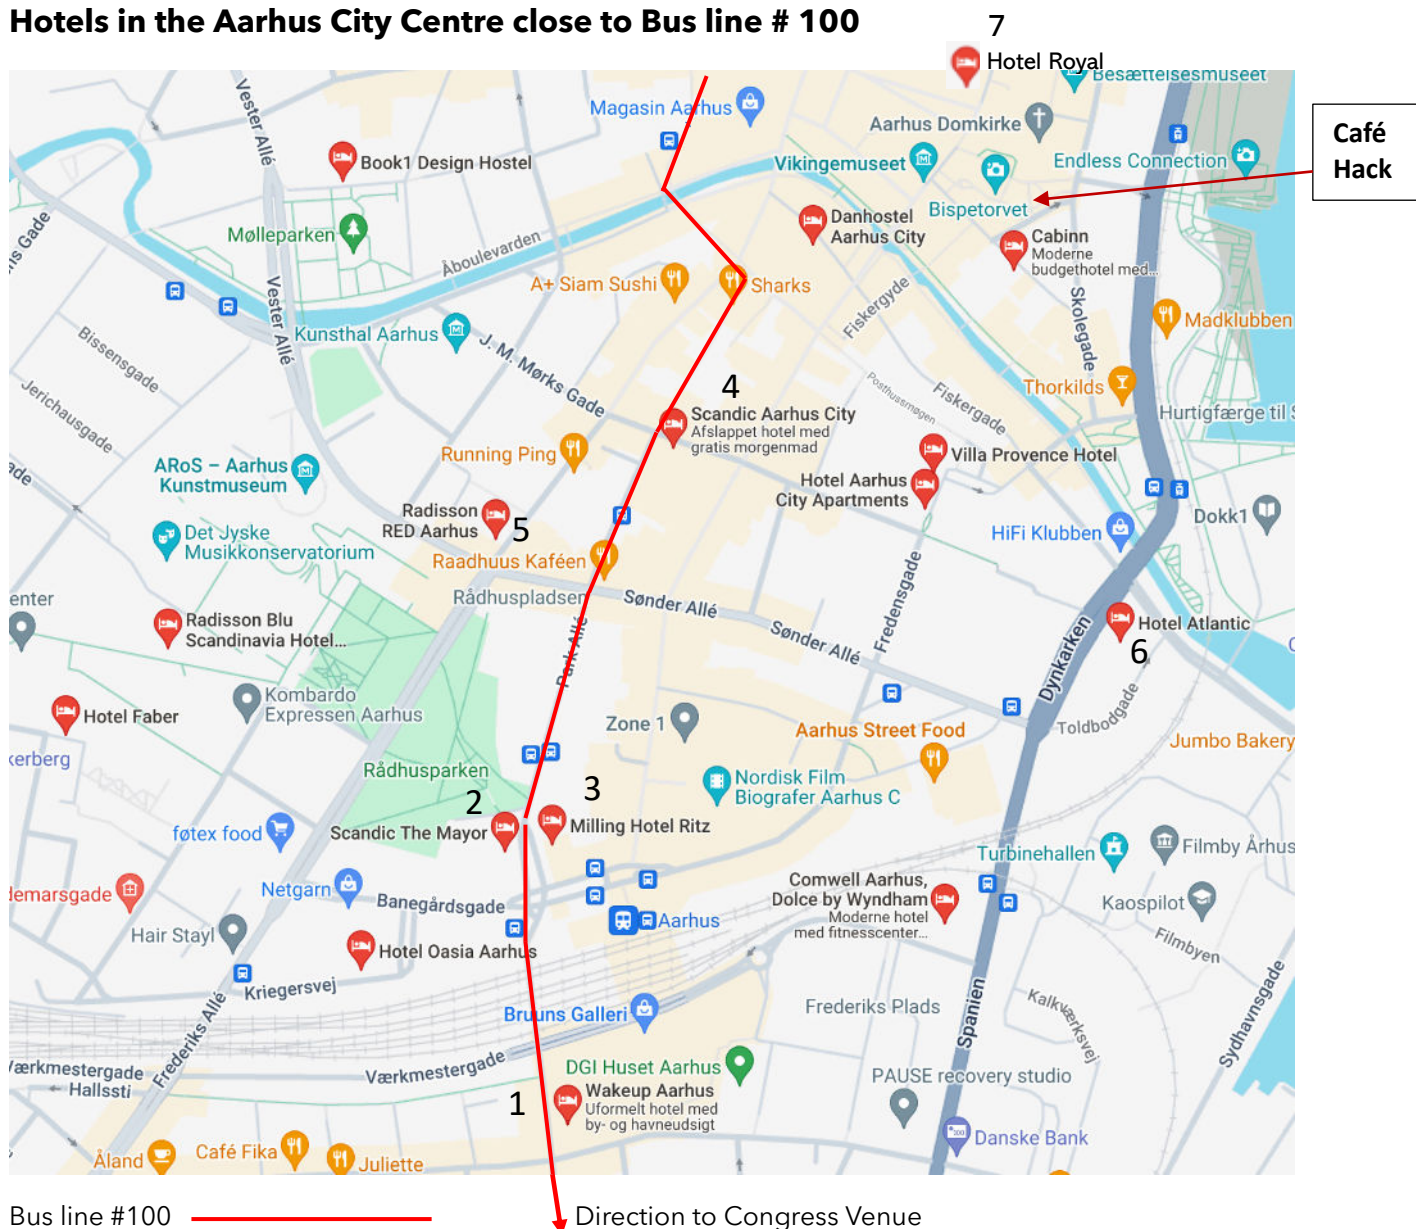 Hotels in the Aarhus City Centre close to Bus line # 100
7
Hotel Royal
Besættelsesmuseet
Vester Allé
Magasin Aarhus
Aarhus Domkirke
Café
Hack
Book1 Design Hostel
Vikingemuseet
Endless Connection
Bispetorvet
Danhostel
Aarhus City
Mølleparken
Cabinn
Moderne
budgethotel med...
ns Gade
Åboulevarden
A+ Siam Sushi
Sharks
Fiskergyde
Skolegade
Madklubben
Vester Allé
Kunsthal Aarhus
J. M. Mørks Gade
Bissensgade
Jerichausgade
Posthussmøgen
Fiskergade
Thorkilds
Hurtigfærge til S
4
Scandic Aarhus City
Afslappet hotel med
gratis morgenmad
Running Ping
Villa Provence Hotel
ade
ARoS – Aarhus
Kunstmuseum
Hotel Aarhus
City Apartments
Radisson
RED Aarhus
5
Dokk1
Det Jyske
Musikkonservatorium
HiFi Klubben
Raadhuus Kaféen
Rådhuspladsen
Sønder Allé
Fredensgade
enter
Radisson Blu
Scandinavia Hotel...
Sønder Allé
Hotel Atlantic
6
Park Allé
Dynkarken
Toldbodgade
Kombardo
Expressen Aarhus
Hotel Faber
Zone 1
Aarhus Street Food
Jumbo Bakery
kerberg
Rådhusparken
Nordisk Film
Biografer Aarhus C
2
3
Scandic The Mayor
Milling Hotel Ritz
føtex food
Turbinehallen
Filmby Århus
demarsgade
Netgarn
Banegårdsgade
Comwell Aarhus,
Dolce by Wyndham
Moderne hotel
med fitnesscenter...
Kaospilot
Aarhus
Hair Stayl
Hotel Oasia Aarhus
Filmbyen
Kriegersvej
Frederiks Allé
Bruuns Galleri
Frederiks Plads
Spanien
Kalkværksvej
Sydhavnsgade
Værkmestergade
Hallssti
Værkmestergade
DGI Huset Aarhus
PAUSE recovery studio
1
Wakeup Aarhus
Uformelt hotel med
by- og havneudsigt
Danske Bank
Åland
Café Fika
Juliette
Bus line #100
Direction to Congress Venue